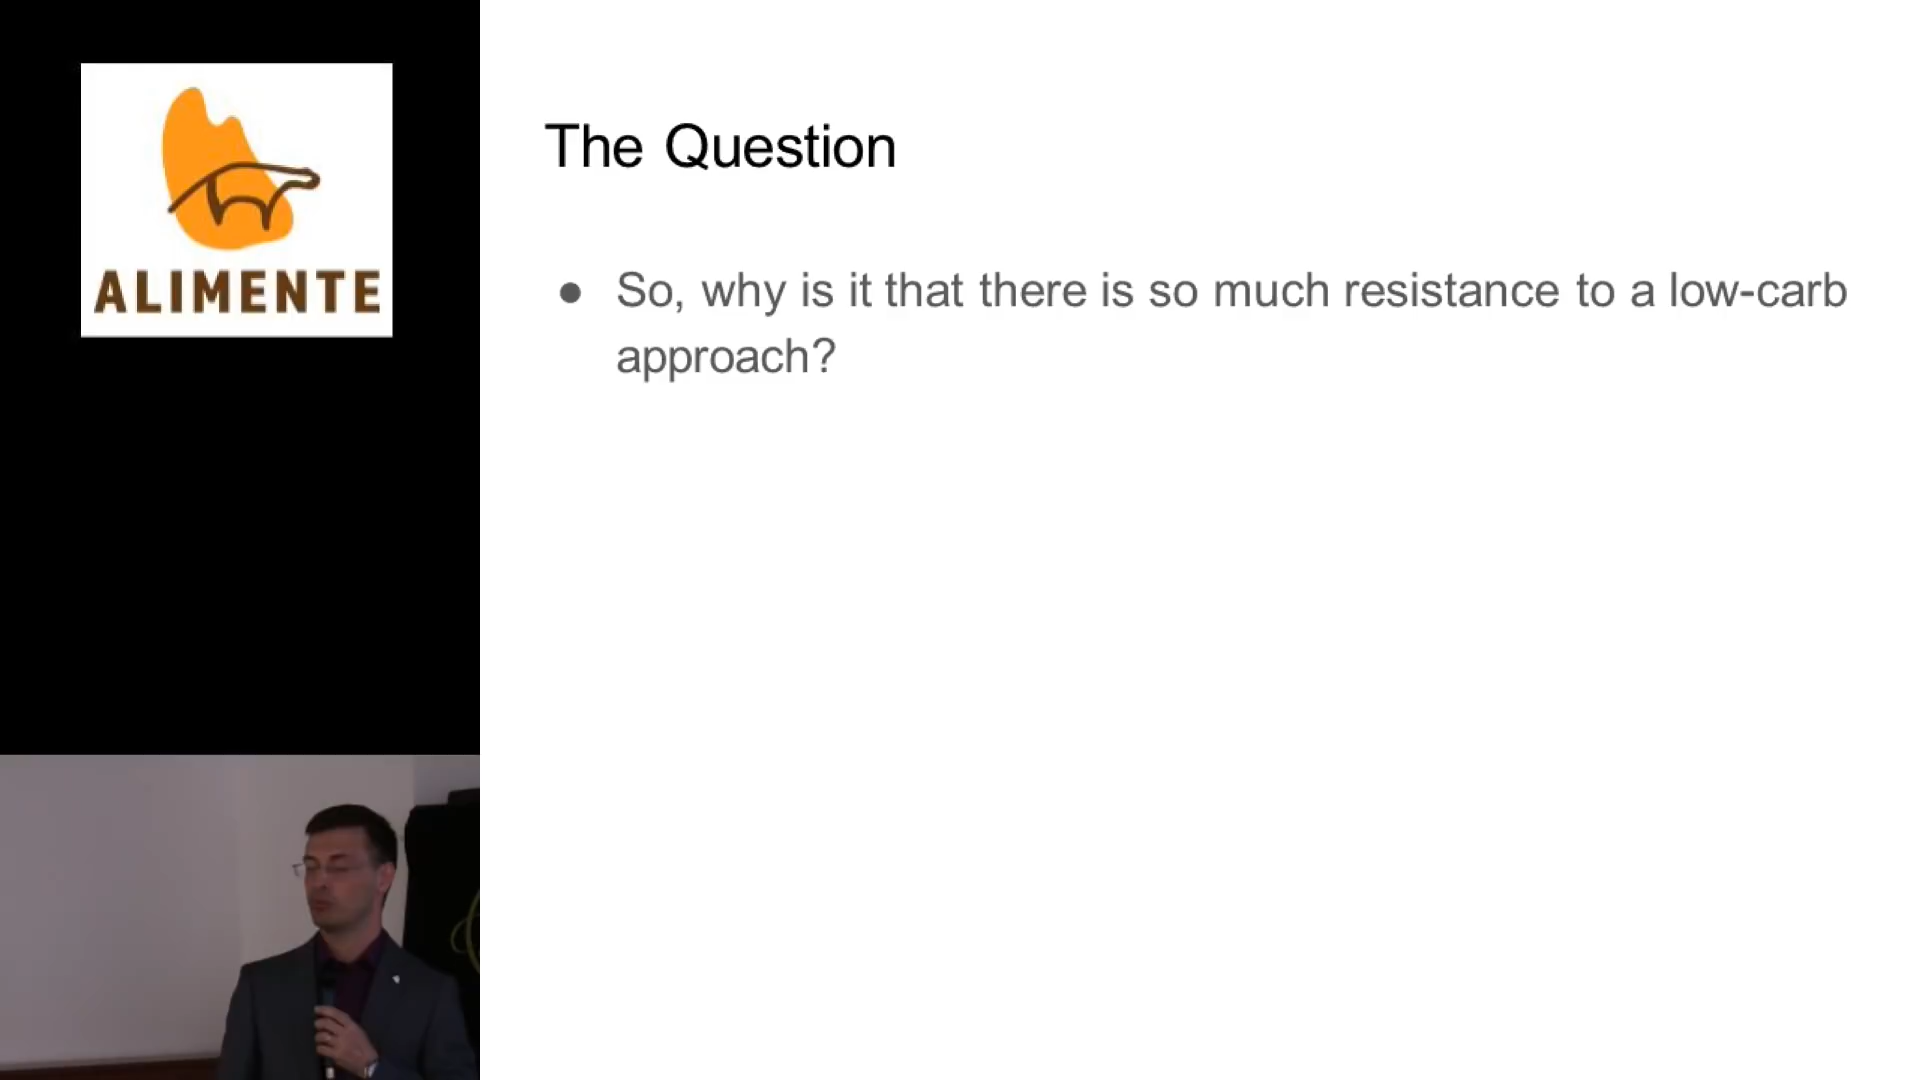 ALIMENTE
The Question
● So, why is it that there is so much resistance to a low-carb
approach?